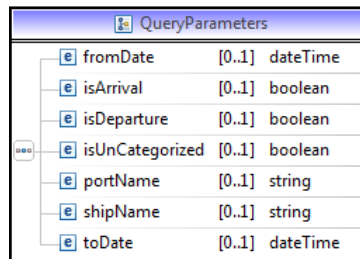 QueryParameters
e fromDate [0..1] dateTime
e isArrival [0..1] boolean
e isDeparture [0..1] boolean
e isUnCategorized [0..1] boolean
e portName [0..1] string
e shipName [0..1] string
e toDate [0..1] dateTime